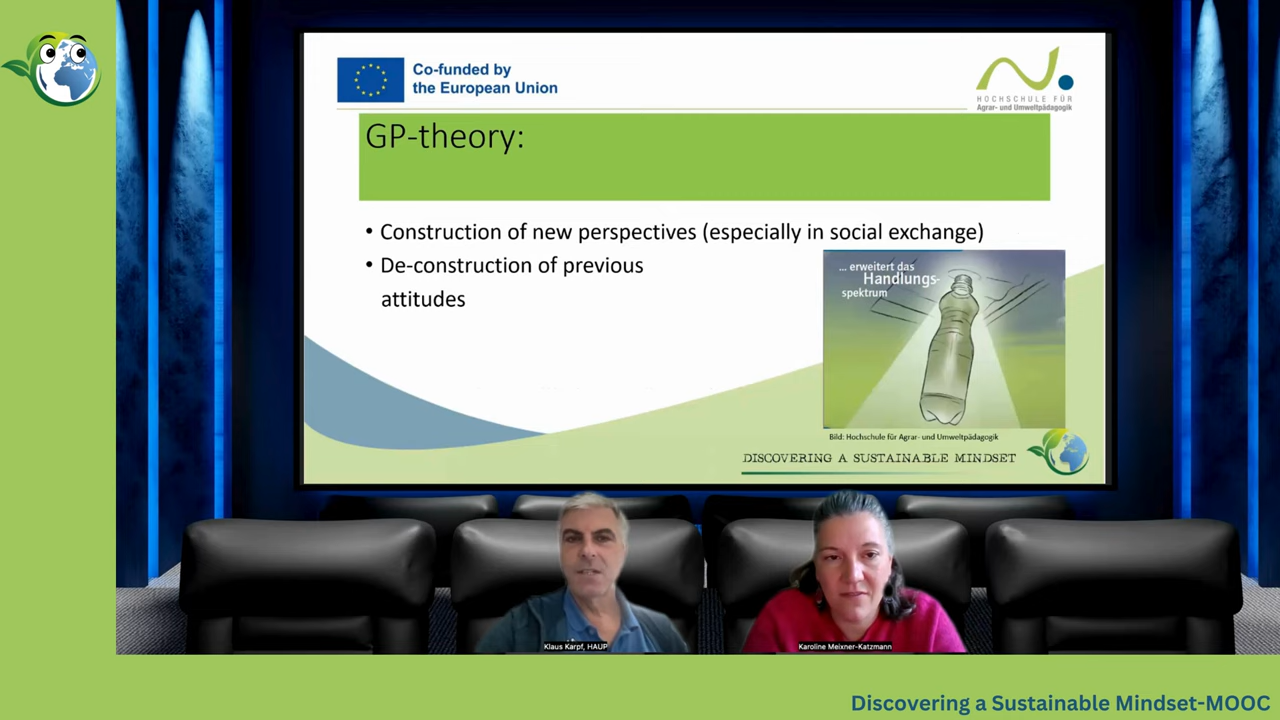 Co-funded by
the European Union
HOCHSCHULE FÜR
Agrar- und Umweltpädagogik
GP-theory:
• Construction of new perspectives (especially in social exchange)
• De-construction of previous
attitudes
... erweitert das
Handlungs-
spektrum
Bild: Hochschule für Agrar- und Umweltpädagogik
DISCOVERING A SUSTAINABLE MINDSET
Klaus Karpf, HAUP
Karoline Meixner-Katzmann
Discovering a Sustainable Mindset-MOOC